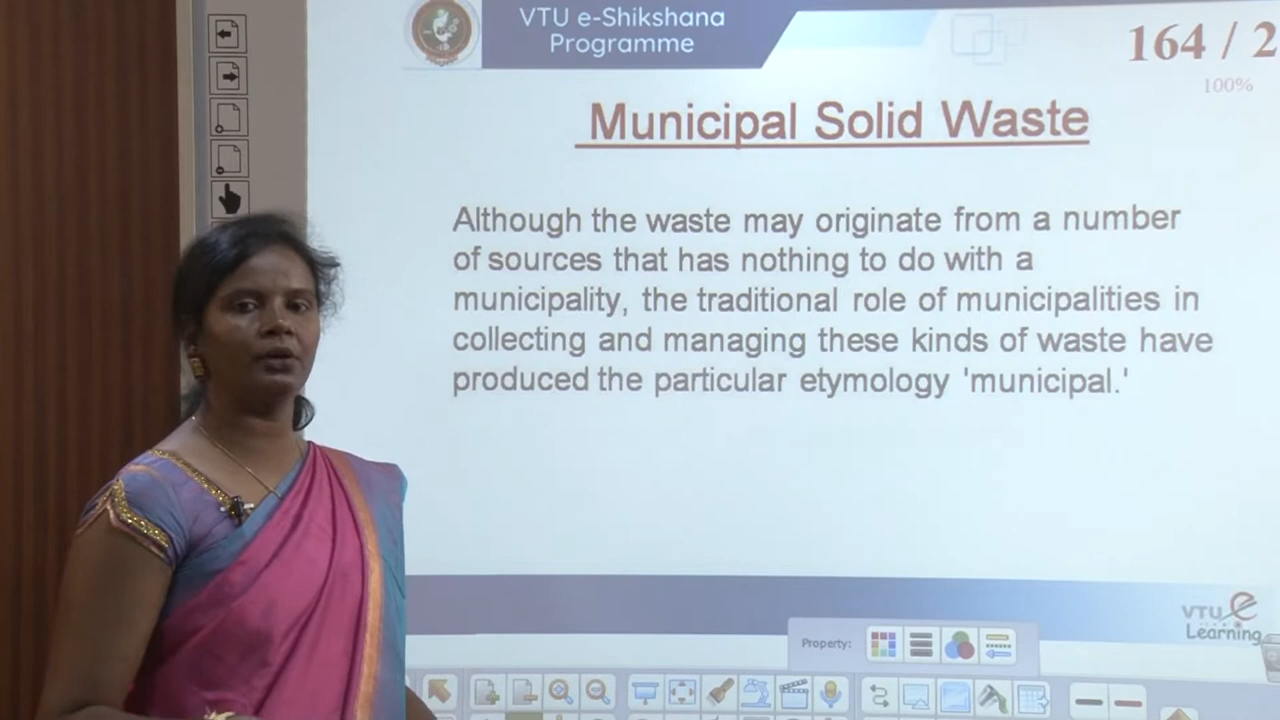 VTU e-Shikshana
Programme
164 / 2
100%
Municipal Solid Waste
Although the waste may originate from a number
of sources that has nothing to do with a
municipality, the traditional role of municipalities in
collecting and managing these kinds of waste have
produced the particular etymology 'municipal.'
VTU e
Learning
Property: